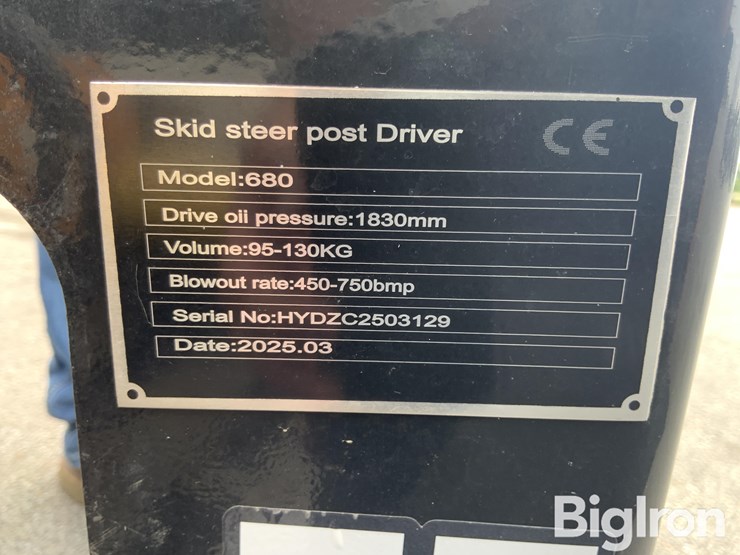 Skid steer post Driver CE
Model:680
Drive oii pressure:1830mm
Volume:95-130KG
Blowout rate:450-750bmp
Serial No:HYDZC2503129
Date:2025.03
BigIron